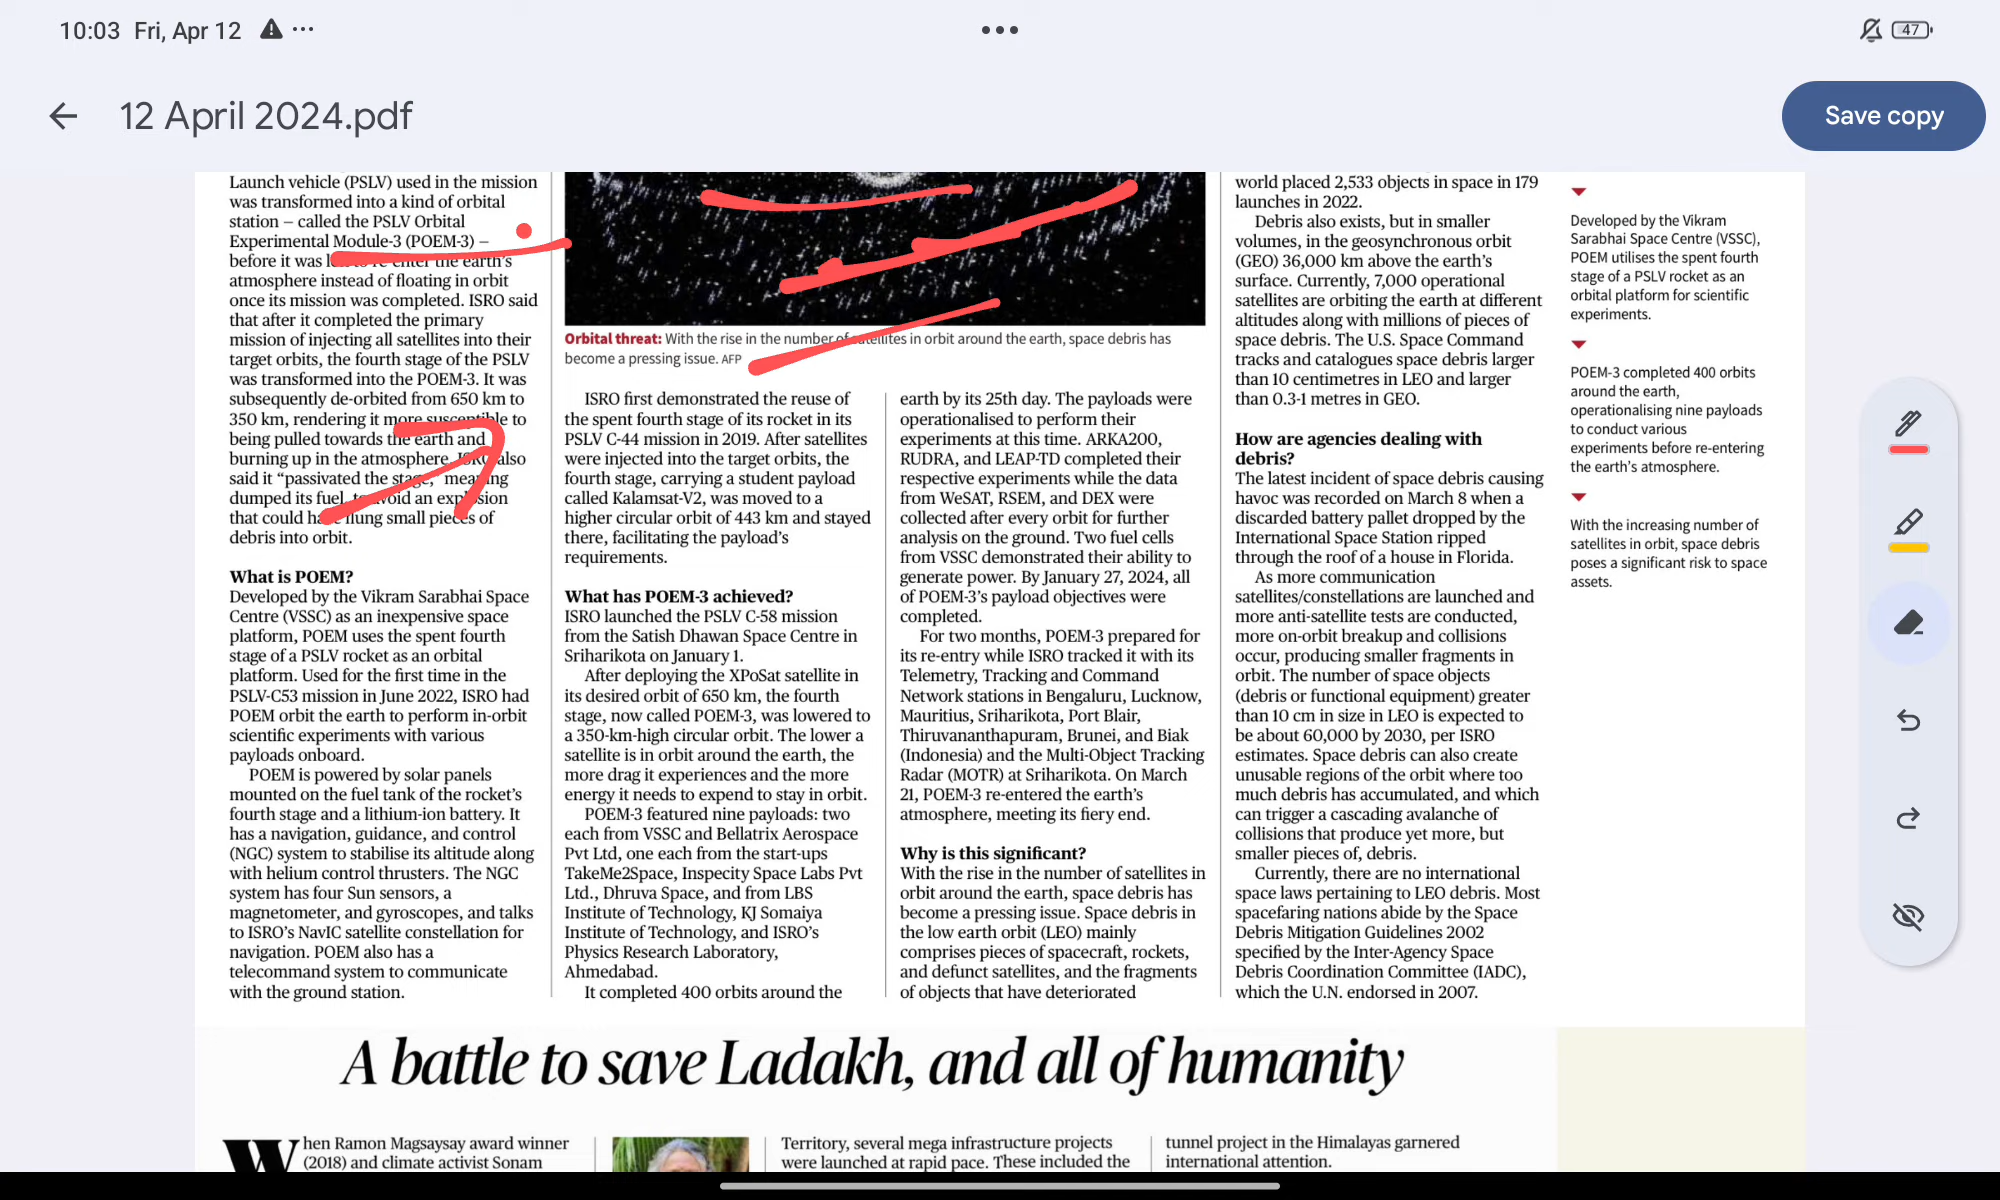 10:03 Fri, Apr 12
47
12 April 2024.pdf
Save copy
Launch vehicle (PSLV) used in the mission
was transformed into a kind of orbital
station – called the PSLV Orbital
Experimental Module-3 (POEM-3) –
before it was left to re-enter the earth's
atmosphere instead of floating in orbit
once its mission was completed. ISRO said
that after it completed the primary
mission of injecting all satellites into their
target orbits, the fourth stage of the PSLV
was transformed into the POEM-3. It was
subsequently de-orbited from 650 km to
350 km, rendering it more susceptible to
being pulled towards the earth and
burning up in the atmosphere. ISRO also
said it “passivated the stage,” meaning
dumped its fuel, to avoid an explosion
that could have flung small pieces of
debris into orbit.
What is POEM?
Developed by the Vikram Sarabhai Space
Centre (VSSC) as an inexpensive space
platform, POEM uses the spent fourth
stage of a PSLV rocket as an orbital
platform. Used for the first time in the
PSLV-C53 mission in June 2022, ISRO had
POEM orbit the earth to perform in-orbit
scientific experiments with various
payloads onboard.
POEM is powered by solar panels
mounted on the fuel tank of the rocket's
fourth stage and a lithium-ion battery. It
has a navigation, guidance, and control
(NGC) system to stabilise its altitude along
with helium control thrusters. The NGC
system has four Sun sensors, a
magnetometer, and gyroscopes, and talks
to ISRO's NavIC satellite constellation for
navigation. POEM also has a
telecommand system to communicate
with the ground station.
Orbital threat: With the rise in the number of satellites in orbit around the earth, space debris has
become a pressing issue. AFP
ISRO first demonstrated the reuse of
the spent fourth stage of its rocket in its
PSLV C-44 mission in 2019. After satellites
were injected into the target orbits, the
fourth stage, carrying a student payload
called Kalamsat-V2, was moved to a
higher circular orbit of 443 km and stayed
there, facilitating the payload's
requirements.
What has POEM-3 achieved?
ISRO launched the PSLV C-58 mission
from the Satish Dhawan Space Centre in
Sriharikota on January 1.
After deploying the XPoSat satellite in
its desired orbit of 650 km, the fourth
stage, now called POEM-3, was lowered to
a 350-km-high circular orbit. The lower a
satellite is in orbit around the earth, the
more drag it experiences and the more
energy it needs to expend to stay in orbit.
POEM-3 featured nine payloads: two
each from VSSC and Bellatrix Aerospace
Pvt Ltd, one each from the start-ups
TakeMe2Space, Inspecity Space Labs Pvt
Ltd., Dhruva Space, and from LBS
Institute of Technology, KJ Somaiya
Institute of Technology, and ISRO's
Physics Research Laboratory,
Ahmedabad.
It completed 400 orbits around the
earth by its 25th day. The payloads were
operationalised to perform their
experiments at this time. ARKA200,
RUDRA, and LEAP-TD completed their
respective experiments while the data
from WeSAT, RSEM, and DEX were
collected after every orbit for further
analysis on the ground. Two fuel cells
from VSSC demonstrated their ability to
generate power. By January 27, 2024, all
of POEM-3's payload objectives were
completed.
For two months, POEM-3 prepared for
its re-entry while ISRO tracked it with its
Telemetry, Tracking and Command
Network stations in Bengaluru, Lucknow,
Mauritius, Sriharikota, Port Blair,
Thiruvananthapuram, Brunei, and Biak
(Indonesia) and the Multi-Object Tracking
Radar (MOTR) at Sriharikota. On March
21, POEM-3 re-entered the earth's
atmosphere, meeting its fiery end.
Why is this significant?
With the rise in the number of satellites in
orbit around the earth, space debris has
become a pressing issue. Space debris in
the low earth orbit (LEO) mainly
comprises pieces of spacecraft, rockets,
and defunct satellites, and the fragments
of objects that have deteriorated
world placed 2,533 objects in space in 179
launches in 2022.
Debris also exists, but in smaller
volumes, in the geosynchronous orbit
(GEO) 36,000 km above the earth's
surface. Currently, 7,000 operational
satellites are orbiting the earth at different
altitudes along with millions of pieces of
space debris. The U.S. Space Command
tracks and catalogues space debris larger
than 10 centimetres in LEO and larger
than 0.3-1 metres in GEO.
How are agencies dealing with
debris?
The latest incident of space debris causing
havoc was recorded on March 8 when a
discarded battery pallet dropped by the
International Space Station ripped
through the roof of a house in Florida.
As more communication
satellites/constellations are launched and
more anti-satellite tests are conducted,
more on-orbit breakup and collisions
occur, producing smaller fragments in
orbit. The number of space objects
(debris or functional equipment) greater
than 10 cm in size in LEO is expected to
be about 60,000 by 2030, per ISRO
estimates. Space debris can also create
unusable regions of the orbit where too
much debris has accumulated, and which
can trigger a cascading avalanche of
collisions that produce yet more, but
smaller pieces of, debris.
Currently, there are no international
space laws pertaining to LEO debris. Most
spacefaring nations abide by the Space
Debris Mitigation Guidelines 2002
specified by the Inter-Agency Space
Debris Coordination Committee (IADC),
which the U.N. endorsed in 2007.
Developed by the Vikram
Sarabhai Space Centre (VSSC),
POEM utilises the spent fourth
stage of a PSLV rocket as an
orbital platform for scientific
experiments.
POEM-3 completed 400 orbits
around the earth,
operationalising nine payloads
to conduct various
experiments before re-entering
the earth's atmosphere.
With the increasing number of
satellites in orbit, space debris
poses a significant risk to space
assets.
A battle to save Ladakh, and all of humanity
When Ramon Magsaysay award winner
(2018) and climate activist Sonam
Territory, several mega infrastructure projects
were launched at rapid pace. These included the
tunnel project in the Himalayas garnered
international attention.